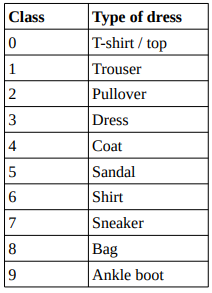 Class Type of dress
0 T-shirt / top
1 Trouser
2 Pullover
3 Dress
4 Coat
5 Sandal
6 Shirt
7 Sneaker
8 Bag
9 Ankle boot